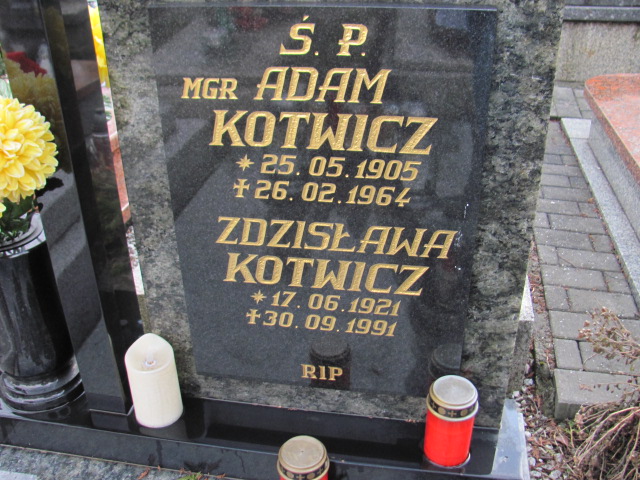 Ś. P.
MGR ADAM
KOTWICZ
* 25. 05. 1905
✝ 26. 02. 1964
ZDZISŁAWA
KOTWICZ
* 17. 06. 1921
✝ 30. 09. 1991
RIP